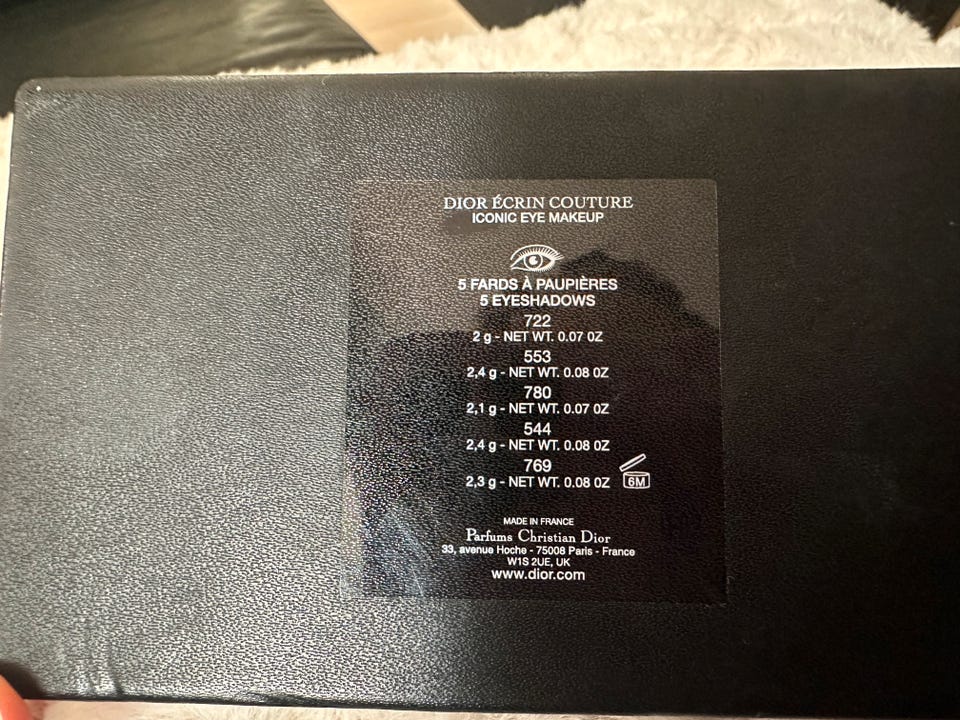 DIOR ÉCRIN COUTURE
ICONIC EYE MAKEUP
5 FARDS À PAUPIÈRES
5 EYESHADOWS
722
2 g - NET WT. 0.07 OZ
553
2,4 g - NET WT. 0.08 OZ
780
2,1 g - NET WT. 0.07 OZ
544
2,4 g - NET WT. 0.08 OZ
769
2,3 g - NET WT. 0.08 OZ
6M
MADE IN FRANCE
Parfums Christian Dior
33, avenue Hoche - 75008 Paris - France
W1S 2UE, UK
www.dior.com